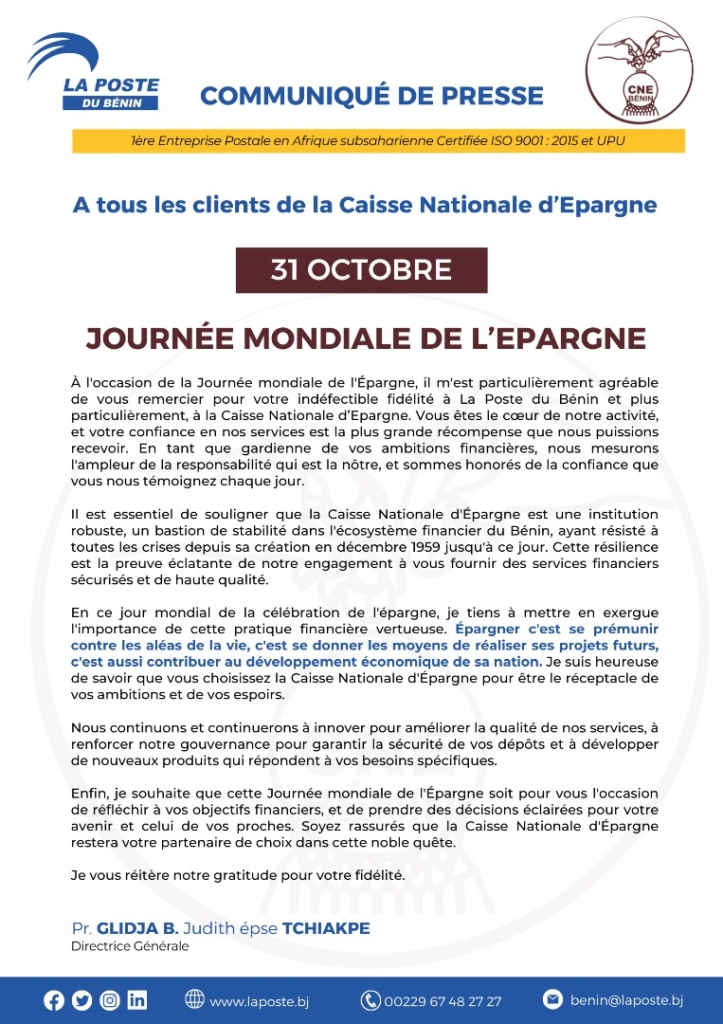 LA POSTE
DU BÉNIN
COMMUNIQUÉ DE PRESSE
CNE
BÉNIN
1ère Entreprise Postale en Afrique subsaharienne Certifiée ISO 9001 : 2015 et UPU
A tous les clients de la Caisse Nationale d’Epargne
31 OCTOBRE
JOURNÉE MONDIALE DE L’EPARGNE
À l'occasion de la Journée mondiale de l'Épargne, il m'est particulièrement agréable
de vous remercier pour votre indéfectible fidélité à La Poste du Bénin et plus
particulièrement, à la Caisse Nationale d’Epargne. Vous êtes le cœur de notre activité,
et votre confiance en nos services est la plus grande récompense que nous puissions
recevoir. En tant que gardienne de vos ambitions financières, nous mesurons
l'ampleur de la responsabilité qui est la nôtre, et sommes honorés de la confiance que
vous nous témoignez chaque jour.
Il est essentiel de souligner que la Caisse Nationale d'Épargne est une institution
robuste, un bastion de stabilité dans l'écosystème financier du Bénin, ayant résisté à
toutes les crises depuis sa création en décembre 1959 jusqu'à ce jour. Cette résilience
est la preuve éclatante de notre engagement à vous fournir des services financiers
sécurisés et de haute qualité.
En ce jour mondial de la célébration de l'épargne, je tiens à mettre en exergue
l'importance de cette pratique financière vertueuse. Épargner c'est se prémunir
contre les aléas de la vie, c'est se donner les moyens de réaliser ses projets futurs,
c'est aussi contribuer au développement économique de sa nation. Je suis heureuse
de savoir que vous choisissez la Caisse Nationale d'Épargne pour être le réceptacle de
vos ambitions et de vos espoirs.
Nous continuons et continuerons à innover pour améliorer la qualité de nos services, à
renforcer notre gouvernance pour garantir la sécurité de vos dépôts et à développer
de nouveaux produits qui répondent à vos besoins spécifiques.
Enfin, je souhaite que cette Journée mondiale de l'Épargne soit pour vous l'occasion
de réfléchir à vos objectifs financiers, et de prendre des décisions éclairées pour votre
avenir et celui de vos proches. Soyez rassurés que la Caisse Nationale d'Épargne
restera votre partenaire de choix dans cette noble quête.
Je vous réitère notre gratitude pour votre fidélité.
Pr. GLIDJA B. Judith épse TCHIAKPE
Directrice Générale
www.laposte.bj 00229 67 48 27 27 benin@laposte.bj